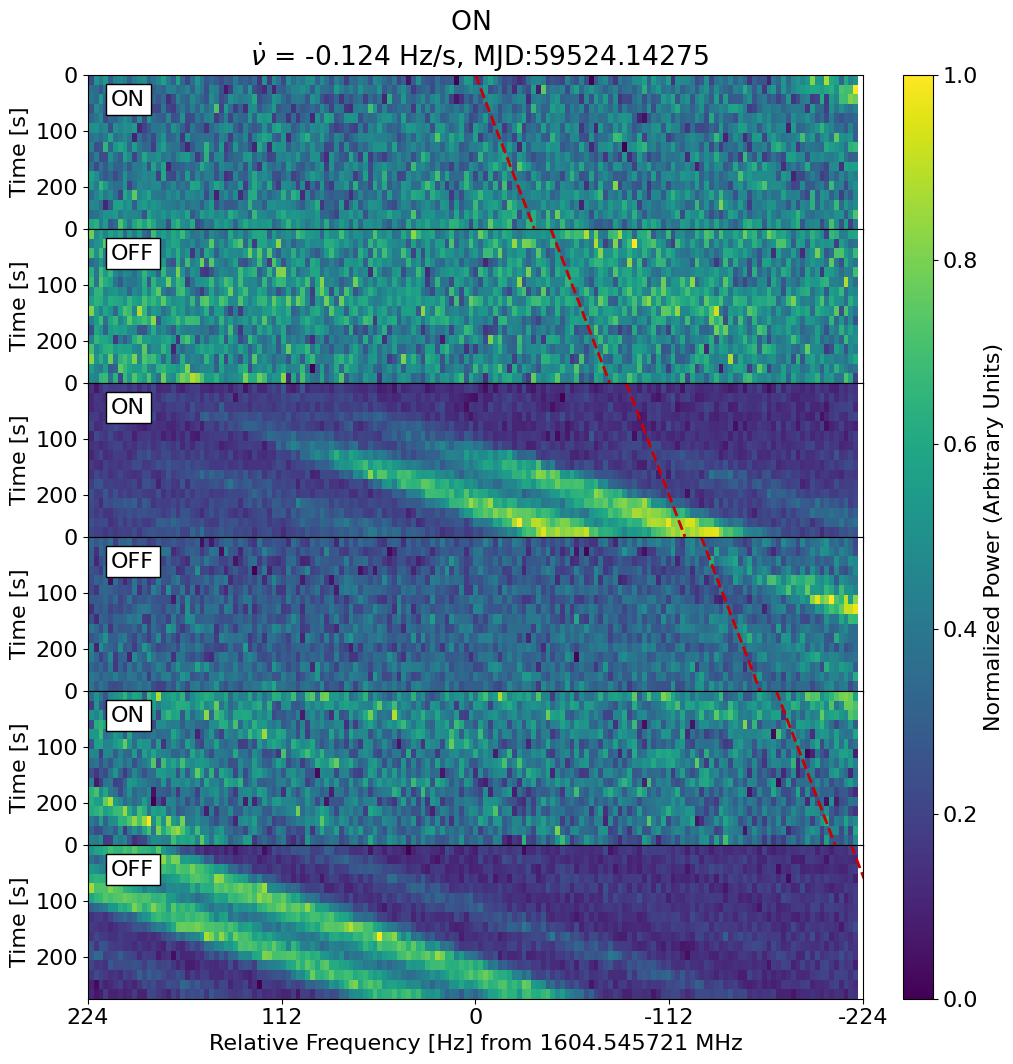 ON
ν̇ = -0.124 Hz/s, MJD:59524.14275
Time [s]
0
100
200
ON
Time [s]
0
100
200
OFF
Time [s]
0
100
200
ON
Time [s]
0
100
200
OFF
Time [s]
0
100
200
ON
Time [s]
0
100
200
OFF
224
112
0
-112
-224
Relative Frequency [Hz] from 1604.545721 MHz
1.0
0.8
0.6
0.4
0.2
0.0
Normalized Power (Arbitrary Units)